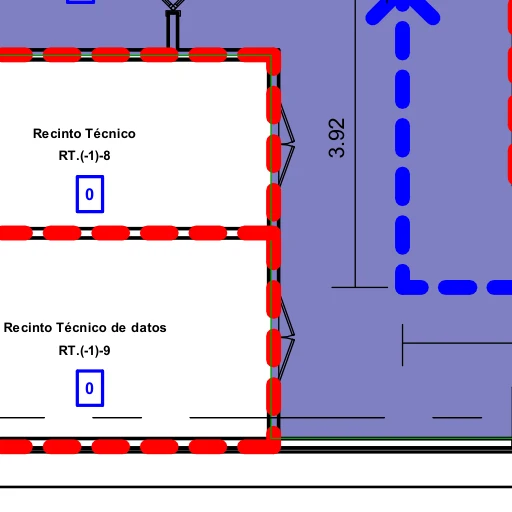 Recinto Técnico
RT.(-1)-8
0
3.92
Recinto Técnico de datos
RT.(-1)-9
0